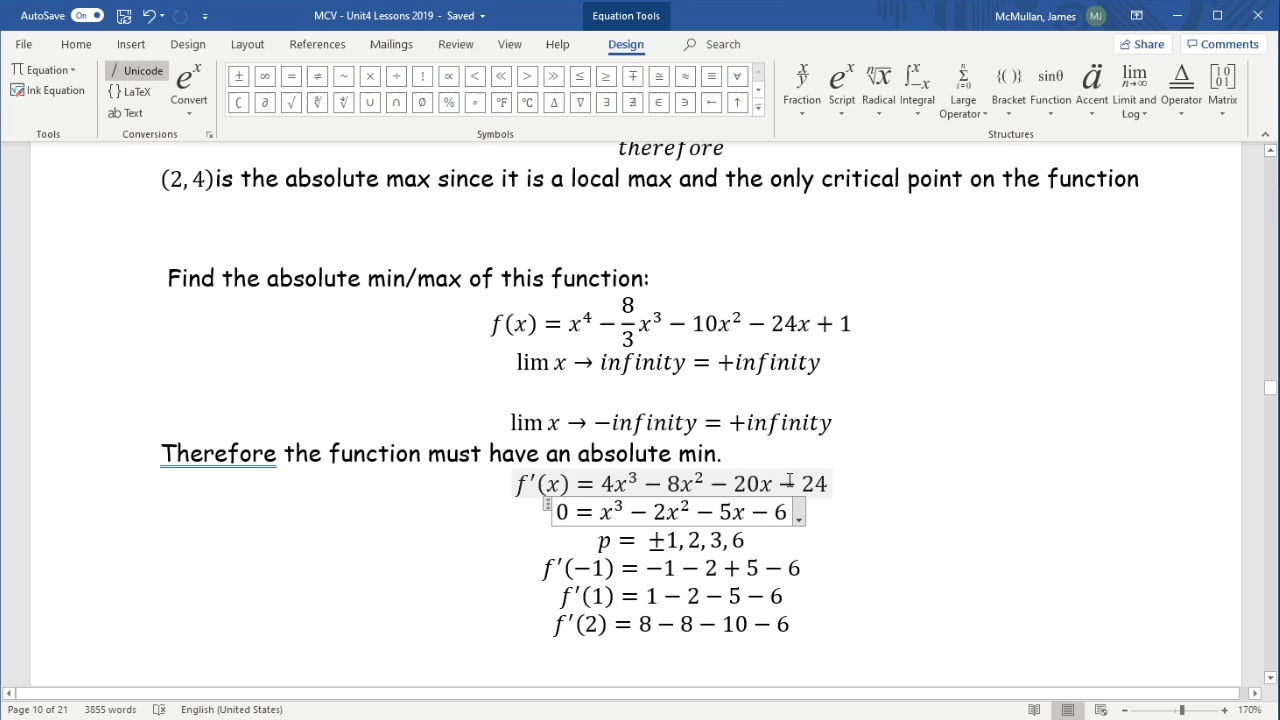 AutoSave On MCV - Unit4 Lessons 2019 - Saved Equation Tools McMullan, James MJ
File Home Insert Design Layout References Mailings Review View Help Design Search Share Comments
π Equation Unicode e^x Fraction Script Radical Integral Large Operator Bracket Function Accent Limit and Log Operator Matrix
Ink Equation {} LaTeX Convert
ab Text
± ∞ = ≠ ~ × ÷ ! ∝ < ≪ > ≫ ≤ ≥ ∓ ≅ ≈ ≡ ∀
∁ ∂ √ ∛ ∜ ∪ ∩ ∅ % ° °F °C ∆ ∇ ∃ ∄ ∈ ∋ ← ↑
Tools Conversions Symbols Structures
therefore
(2, 4)is the absolute max since it is a local max and the only critical point on the function
Find the absolute min/max of this function:
f(x) = x⁴ − 8/3 x³ − 10x² − 24x + 1
lim x → infinity = +infinity
lim x → −infinity = +infinity
Therefore the function must have an absolute min.
f′(x) = 4x³ − 8x² − 20x − 24
0 = x³ − 2x² − 5x − 6
p = ±1, 2, 3, 6
f′(−1) = −1 − 2 + 5 − 6
f′(1) = 1 − 2 − 5 − 6
f′(2) = 8 − 8 − 10 − 6
Page 10 of 21 3855 words English (United States) 170%